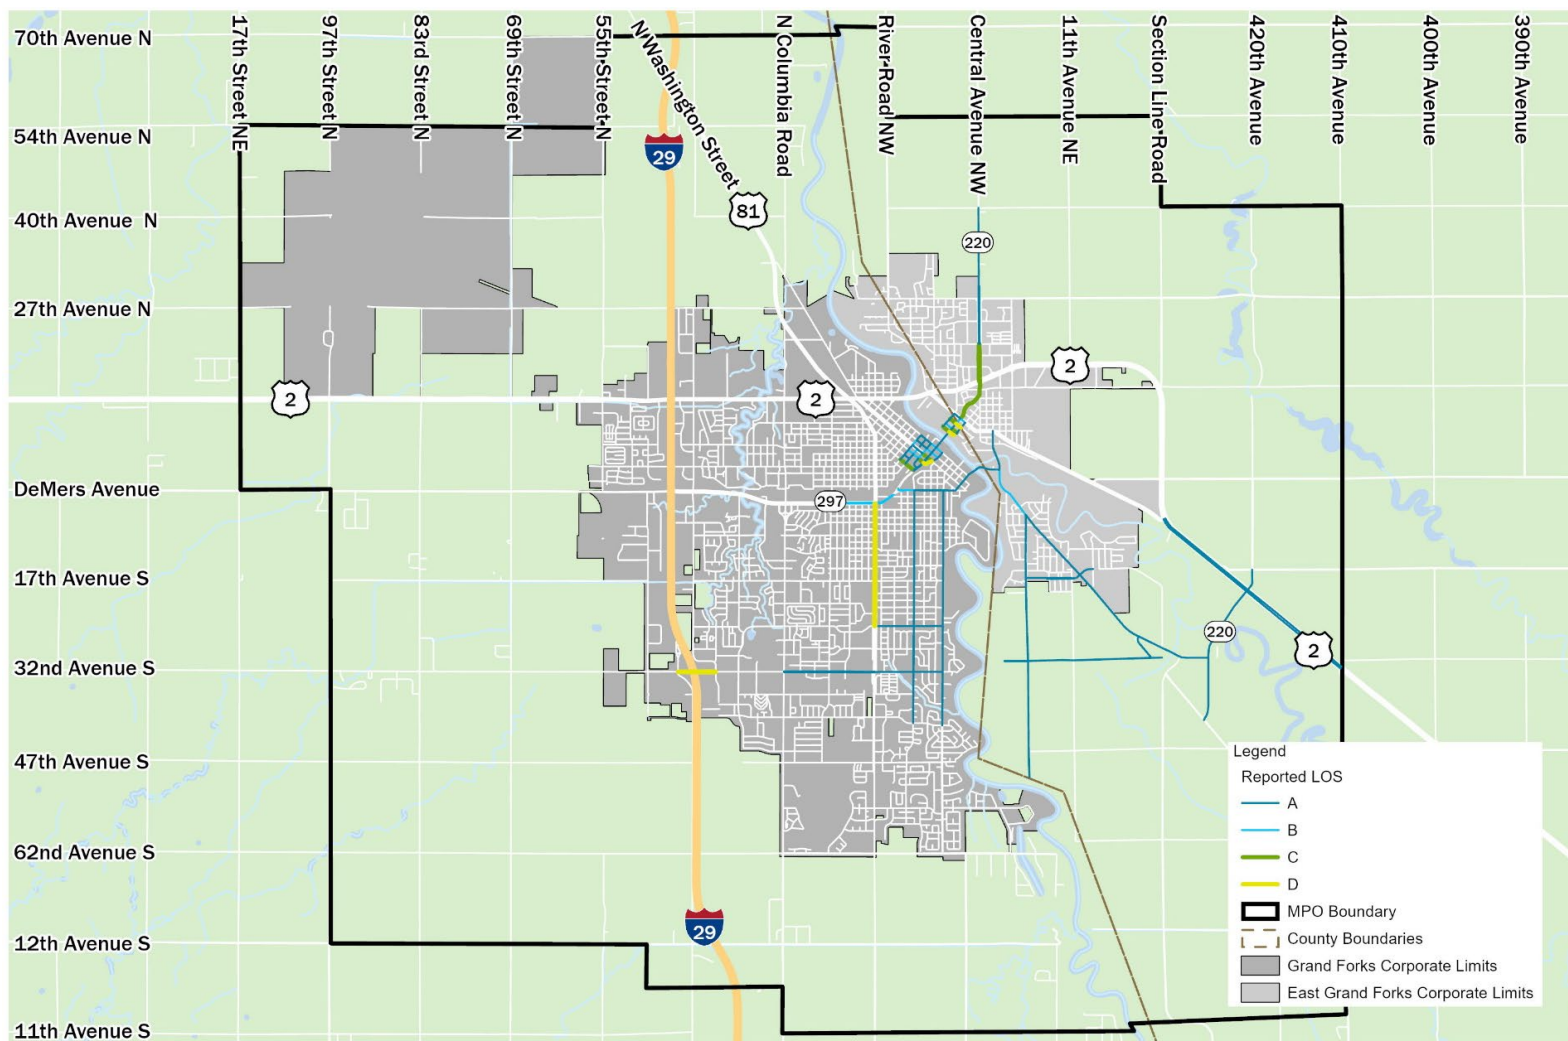 70th Avenue N
54th Avenue N
40th Avenue N
27th Avenue N
DeMers Avenue
17th Avenue S
32nd Avenue S
47th Avenue S
62nd Avenue S
12th Avenue S
11th Avenue S
17th Street NE
97th Street N
83rd Street N
69th Street N
55th Street N
N Washington Street
N Columbia Road
River Road NW
Central Avenue NW
11th Avenue NE
Section Line Road
420th Avenue
410th Avenue
400th Avenue
390th Avenue
29
81
220
2
2
2
297
220
2
29
Legend
Reported LOS
A
B
C
D
MPO Boundary
County Boundaries
Grand Forks Corporate Limits
East Grand Forks Corporate Limits